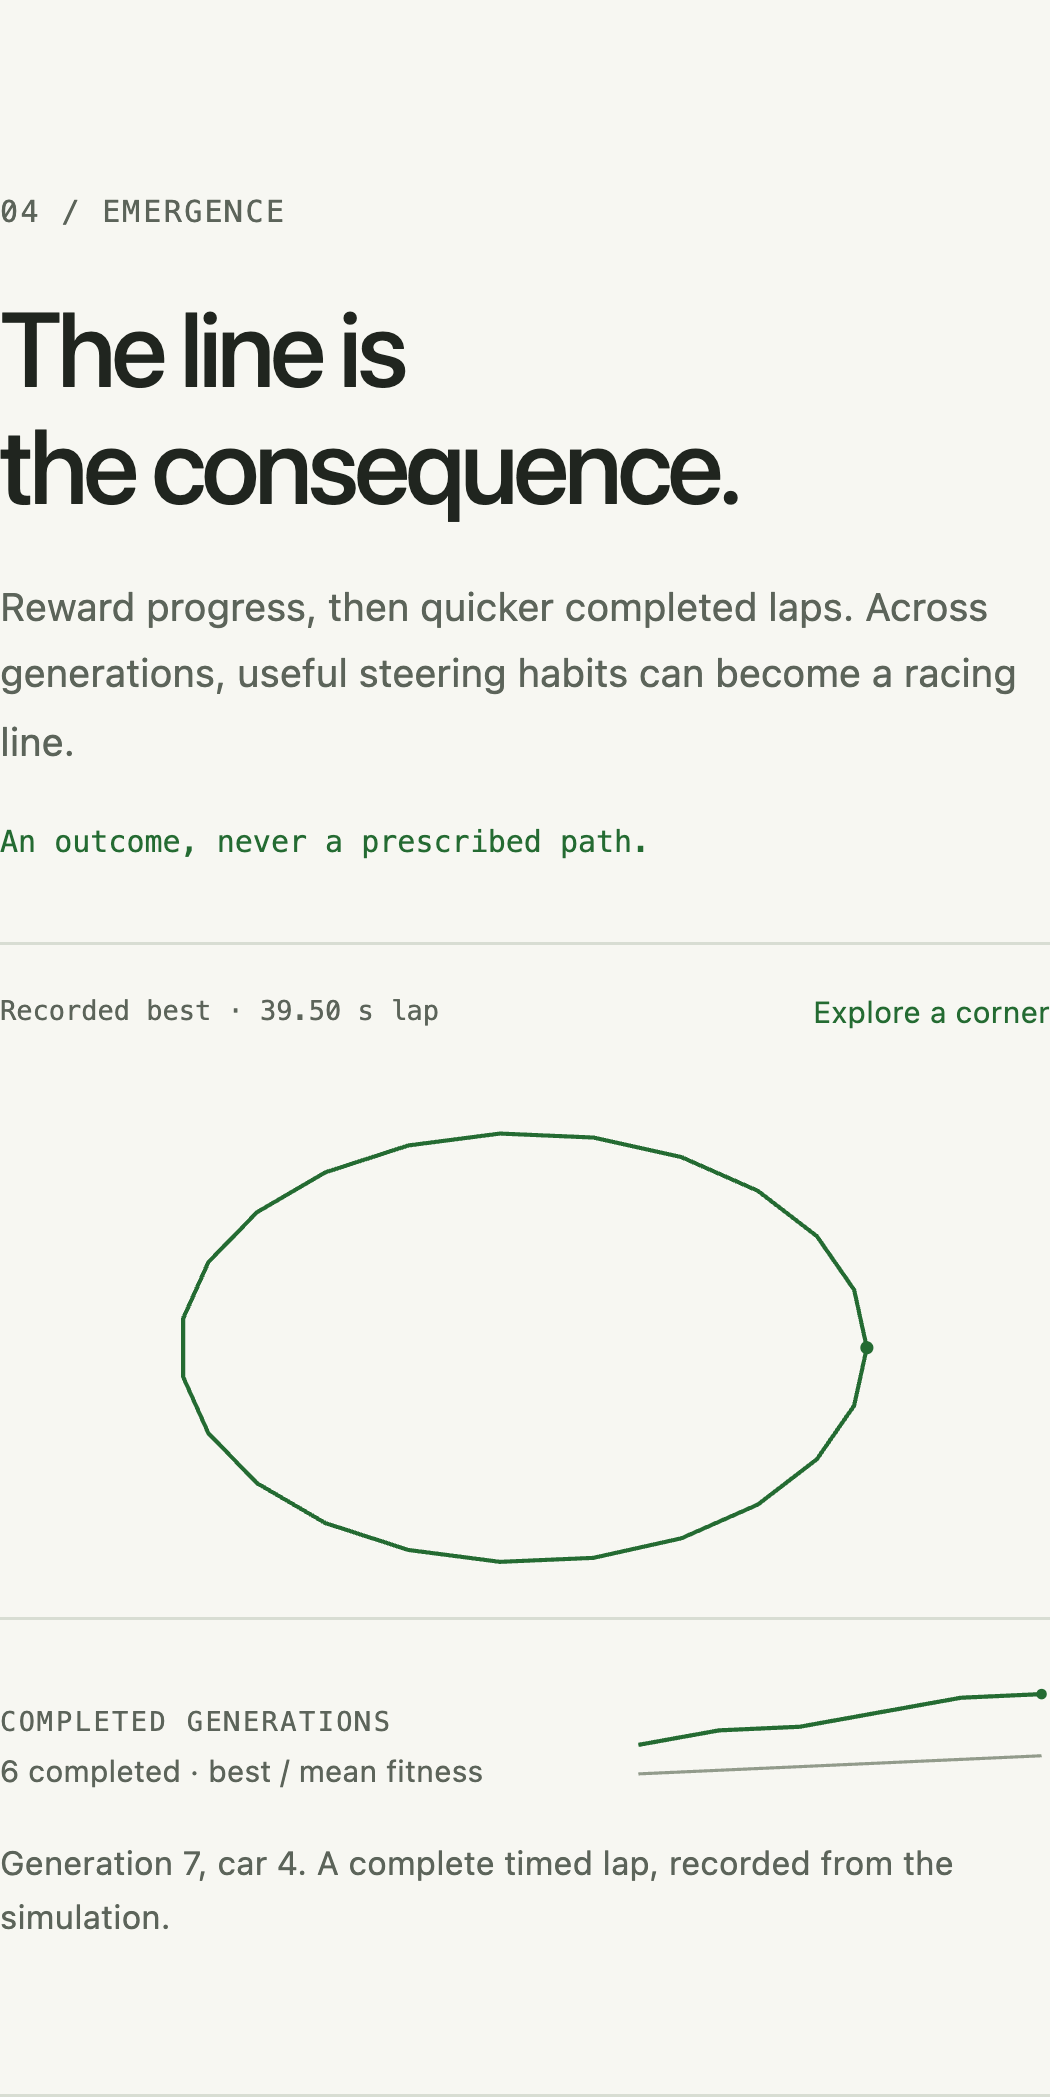 04 / EMERGENCE
The line is
the consequence.
Reward progress, then quicker completed laps. Across
generations, useful steering habits can become a racing
line.
An outcome, never a prescribed path.
Recorded best · 39.50 s lap
Explore a corner
COMPLETED GENERATIONS
6 completed · best / mean fitness
Generation 7, car 4. A complete timed lap, recorded from the
simulation.